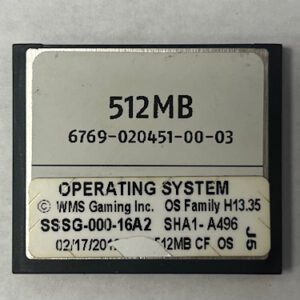 512MB
6769-020451-00-03
OPERATING SYSTEM
© WMS Gaming Inc. OS Family H13.35
SSSG-000-16A2 SHA1- A496
512MB CF OS
J5